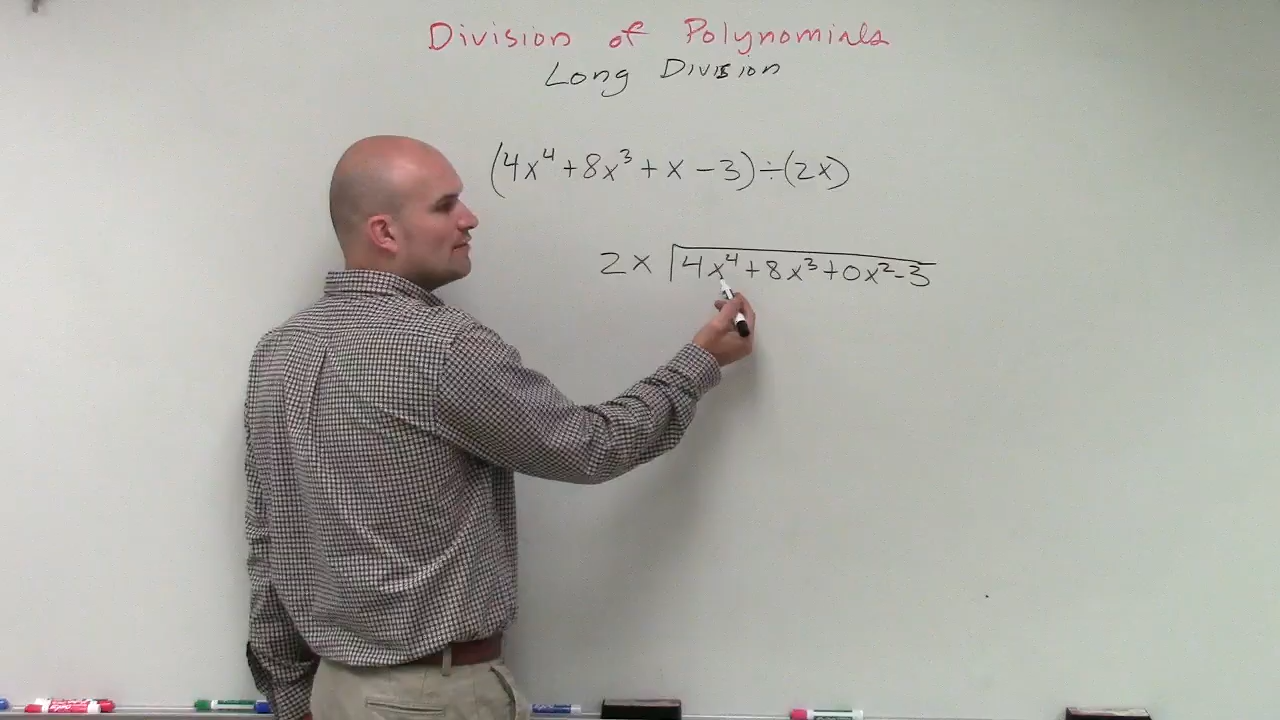 Division of Polynomials
Long Division
(4x⁴ + 8x³ + x - 3) ÷ (2x)
2x 4x⁴ + 8x³ + 0x² - 3